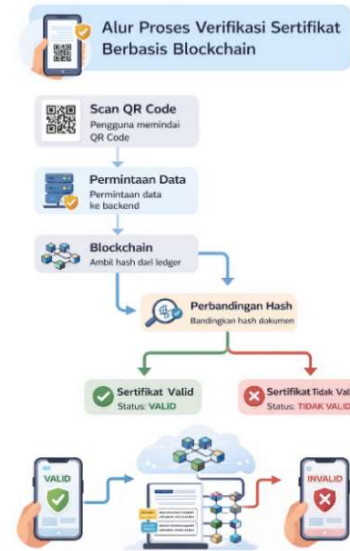 Alur Proses Verifikasi Sertifikat
Berbasis Blockchain
Scan QR Code
Pengguna memindai
QR Code
Permintaan Data
Permintaan data
ke backend
Blockchain
Ambil hash dari ledger
Perbandingan Hash
Bandingkan hash dokumen
Sertifikat Valid
Status: VALID
Sertifikat Tidak Val
Status: TIDAK VALI
VALID
INVALID